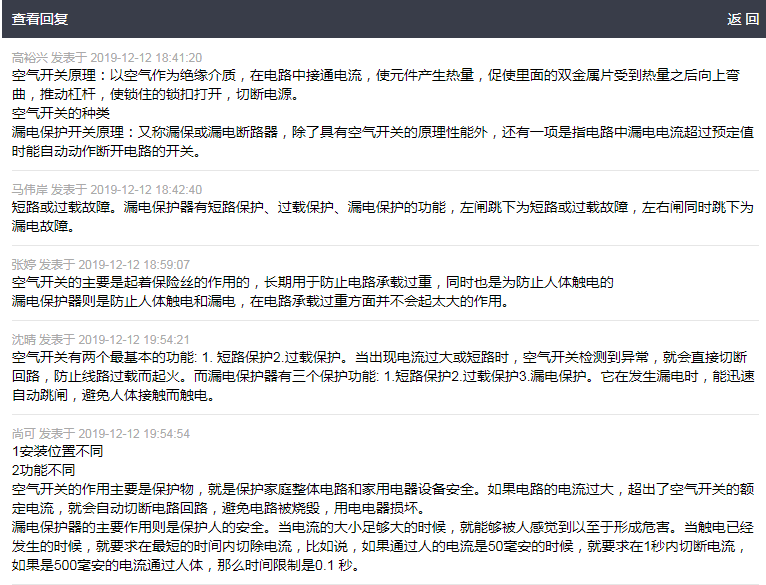 查看回复
返 回
高裕兴 发表于 2019-12-12 18:41:20
空气开关原理：以空气作为绝缘介质，在电路中接通电流，使元件产生热量，促使里面的双金属片受到热量之后向上弯
曲，推动杠杆，使锁住的锁扣打开，切断电源。
空气开关的种类
漏电保护开关原理：又称漏保或漏电断路器，除了具有空气开关的原理性能外，还有一项是指电路中漏电电流超过预定值
时能自动动作断开电路的开关。
马伟岸 发表于 2019-12-12 18:42:40
短路或过载故障。漏电保护器有短路保护、过载保护、漏电保护的功能，左闸跳下为短路或过载故障，左右闸同时跳下为
漏电故障。
张婷 发表于 2019-12-12 18:59:07
空气开关的主要是起着保险丝的作用的，长期用于防止电路承载过重，同时也是为防止人体触电的
漏电保护器则是防止人体触电和漏电，在电路承载过重方面并不会起太大的作用。
沈晴 发表于 2019-12-12 19:54:21
空气开关有两个最基本的功能: 1. 短路保护2.过载保护。当出现电流过大或短路时，空气开关检测到异常，就会直接切断
回路，防止线路过载而起火。而漏电保护器有三个保护功能: 1.短路保护2.过载保护3.漏电保护。它在发生漏电时，能迅速
自动跳闸，避免人体接触而触电。
尚可 发表于 2019-12-12 19:54:54
1安装位置不同
2功能不同
空气开关的作用主要是保护物，就是保护家庭整体电路和家用电器设备安全。如果电路的电流过大，超出了空气开关的额
定电流，就会自动切断电路回路，避免电路被烧毁，用电电器损坏。
漏电保护器的主要作用则是保护人的安全。当电流的大小足够大的时候，就能够被人感觉到以至于形成危害。当触电已经
发生的时候，就要求在最短的时间内切除电流，比如说，如果通过人的电流是50毫安的时候，就要求在1秒内切断电流，
如果是500毫安的电流通过人体，那么时间限制是0.1 秒。